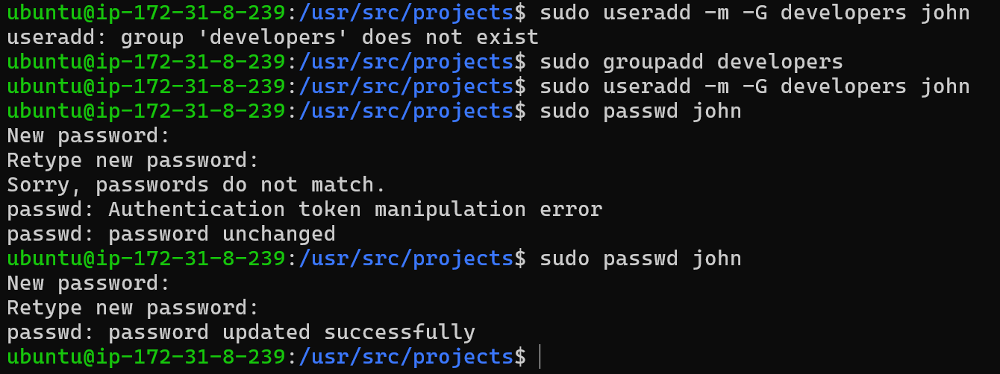 ubuntu@ip-172-31-8-239:/usr/src/projects$ sudo useradd -m -G developers john
useradd: group 'developers' does not exist
ubuntu@ip-172-31-8-239:/usr/src/projects$ sudo groupadd developers
ubuntu@ip-172-31-8-239:/usr/src/projects$ sudo useradd -m -G developers john
ubuntu@ip-172-31-8-239:/usr/src/projects$ sudo passwd john
New password:
Retype new password:
Sorry, passwords do not match.
passwd: Authentication token manipulation error
passwd: password unchanged
ubuntu@ip-172-31-8-239:/usr/src/projects$ sudo passwd john
New password:
Retype new password:
passwd: password updated successfully
ubuntu@ip-172-31-8-239:/usr/src/projects$